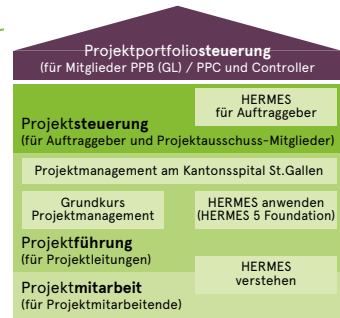 Projektportfoliosteuerung
(für Mitglieder PPB (GL) / PPC und Controller
HERMES
für Auftraggeber
Projektsteuerung
(für Auftraggeber und Projektausschuss-Mitglieder)
Projektmanagement am Kantonsspital St.Gallen
Grundkurs
Projektmanagement
HERMES anwenden
(HERMES 5 Foundation)
Projektführung
(für Projektleitungen)
HERMES
verstehen
Projektmitarbeit
(für Projektmitarbeitende)